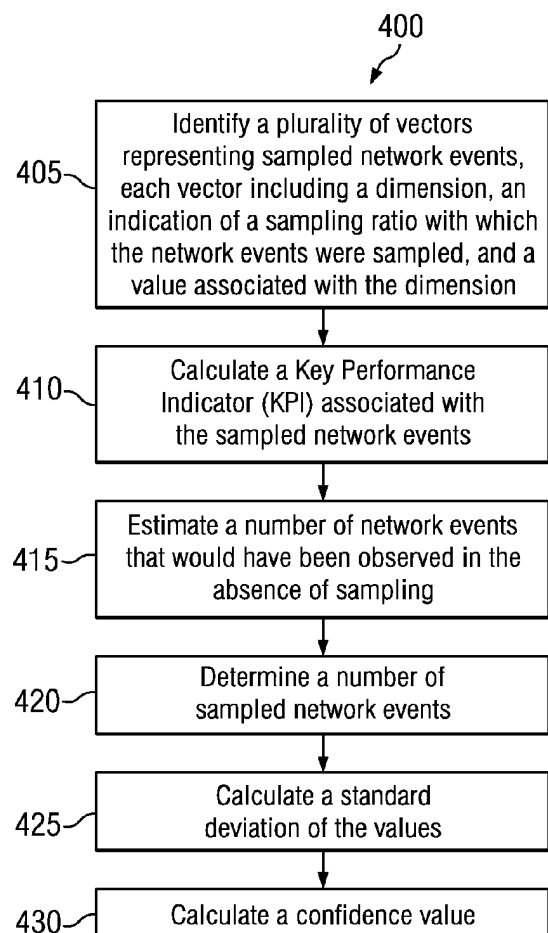 400
405
Identify a plurality of vectors
representing sampled network events,
each vector including a dimension, an
indication of a sampling ratio with which
the network events were sampled, and a
value associated with the dimension
410
Calculate a Key Performance
Indicator (KPI) associated with
the sampled network events
415
Estimate a number of network events
that would have been observed in the
absence of sampling
420
Determine a number of
sampled network events
425
Calculate a standard
deviation of the values
430
Calculate a confidence value